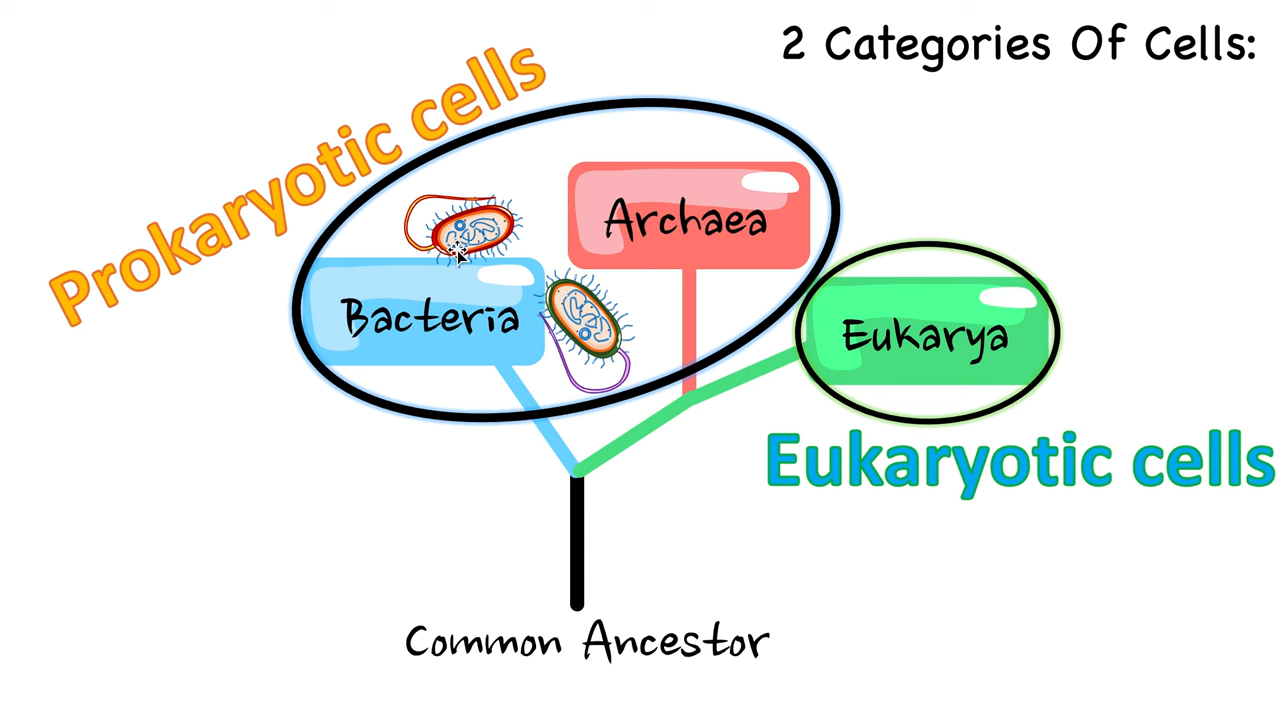 2 Categories Of Cells:
Prokaryotic cells
Archaea
Bacteria
Eukarya
Eukaryotic cells
Common Ancestor